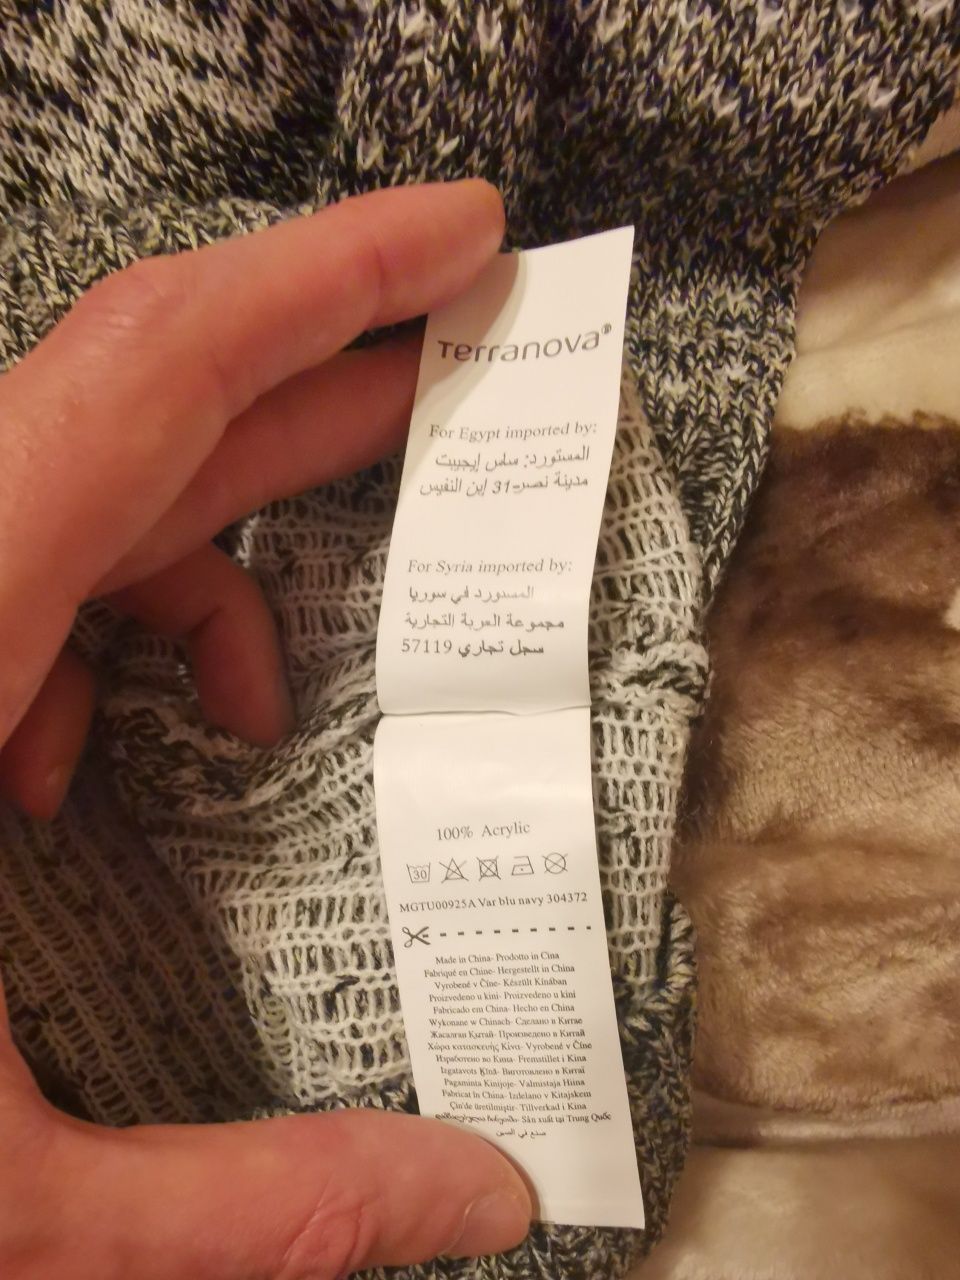 Terranova®
For Egypt imported by:
المستورد: ساس إيجيبت
مدينة نصر-31 إبن النفيس
For Syria imported by:
المستورد في سوريا
مجموعة العربة التجارية
سجل تجاري 57119
100% Acrylic
30
MGTU00925A Var blu navy 304372
Made in China- Prodotto in Cina
Fabriqué en Chine- Hergestellt in China
Vyrobené v Číne- Készült Kínában
Proizvedeno u kini- Proizvedeno u kini
Fabricado em China- Hecho en China
Wykonane w Chinach- Сделано в Китае
Жасалған Қытай- Произведено в Китай
Χώρα κατασκευής Κίνα- Vyrobené v Číne
Изработено во Кина- Fremstillet i Kina
Izgatavots Ķīnā- Виготовлено в Китаї
Pagaminta Kinijoje- Valmistaja Hiina
Fabricat în China- Izdelano v Kitajskem
Çin'de üretilmiştir- Tillverkad i Kina
Sản xuất tại Trung Quốc
صنع في الصين